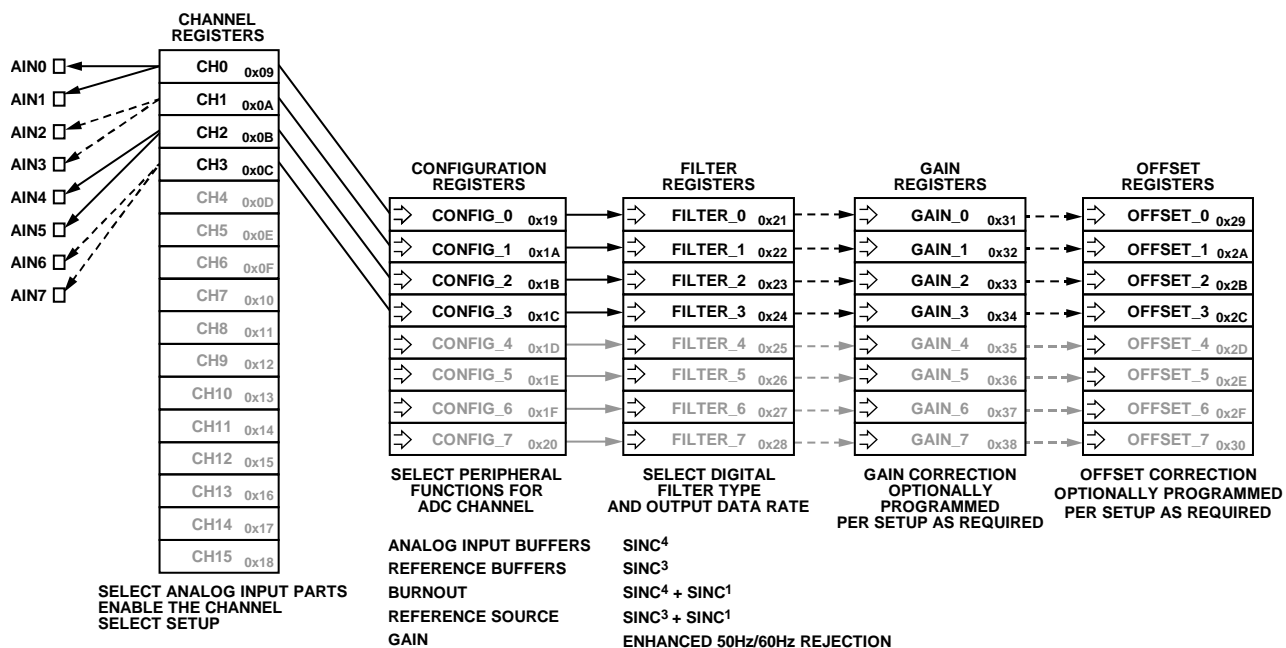 CHANNEL
REGISTERS
AIN0
AIN1
AIN2
AIN3
AIN4
AIN5
AIN6
AIN7
CH0 0x09
CH1 0x0A
CH2 0x0B
CH3 0x0C
CH4 0x0D
CH5 0x0E
CH6 0x0F
CH7 0x10
CH8 0x11
CH9 0x12
CH10 0x13
CH11 0x14
CH12 0x15
CH13 0x16
CH14 0x17
CH15 0x18
SELECT ANALOG INPUT PARTS
ENABLE THE CHANNEL
SELECT SETUP
CONFIGURATION
REGISTERS
CONFIG_0 0x19
CONFIG_1 0x1A
CONFIG_2 0x1B
CONFIG_3 0x1C
CONFIG_4 0x1D
CONFIG_5 0x1E
CONFIG_6 0x1F
CONFIG_7 0x20
SELECT PERIPHERAL
FUNCTIONS FOR
ADC CHANNEL
ANALOG INPUT BUFFERS
REFERENCE BUFFERS
BURNOUT
REFERENCE SOURCE
GAIN
FILTER
REGISTERS
FILTER_0 0x21
FILTER_1 0x22
FILTER_2 0x23
FILTER_3 0x24
FILTER_4 0x25
FILTER_5 0x26
FILTER_6 0x27
FILTER_7 0x28
SELECT DIGITAL
FILTER TYPE
AND OUTPUT DATA RATE
SINC4
SINC3
SINC4 + SINC1
SINC3 + SINC1
ENHANCED 50Hz/60Hz REJECTION
GAIN
REGISTERS
GAIN_0 0x31
GAIN_1 0x32
GAIN_2 0x33
GAIN_3 0x34
GAIN_4 0x35
GAIN_5 0x36
GAIN_6 0x37
GAIN_7 0x38
GAIN CORRECTION
OPTIONALLY
PROGRAMMED
PER SETUP AS REQUIRED
OFFSET
REGISTERS
OFFSET_0 0x29
OFFSET_1 0x2A
OFFSET_2 0x2B
OFFSET_3 0x2C
OFFSET_4 0x2D
OFFSET_5 0x2E
OFFSET_6 0x2F
OFFSET_7 0x30
OFFSET CORRECTION
OPTIONALLY PROGRAMMED
PER SETUP AS REQUIRED